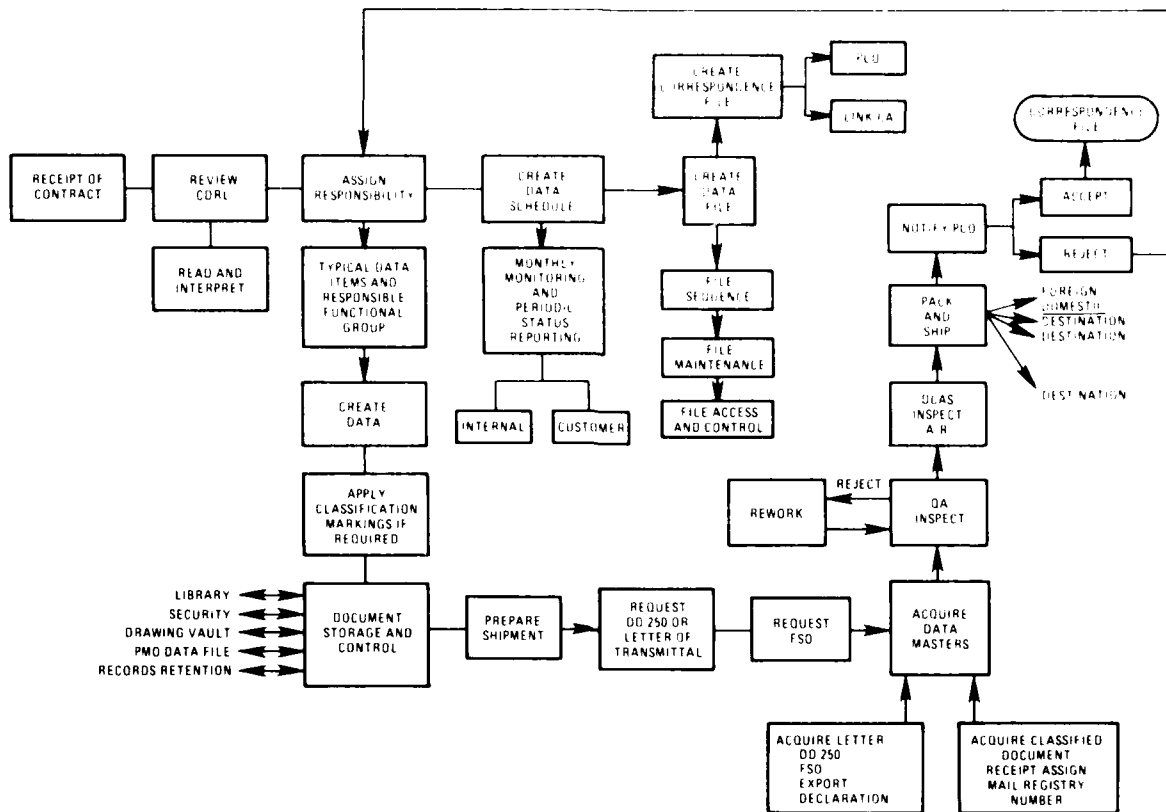 RECEIPT OF
CONTRACT
REVIEW
CDRL
READ AND
INTERPRET
ASSIGN
RESPONSIBILITY
TYPICAL DATA
ITEMS AND
RESPONSIBLE
FUNCTIONAL
GROUP
CREATE
DATA
APPLY
CLASSIFICATION
MARKINGS IF
REQUIRED
LIBRARY
SECURITY
DRAWING VAULT
PMO DATA FILE
RECORDS RETENTION
DOCUMENT
STORAGE AND
CONTROL
CREATE
DATA
SCHEDULE
MONTHLY
MONITORING
AND
PERIODIC
STATUS
REPORTING
INTERNAL
CUSTOMER
CREATE
CORRESPONDENCE
FILE
PCO
LINK
CREATE
DATA
FILE
FILE
SEQUENCE
FILE
MAINTENANCE
FILE ACCESS
AND CONTROL
PREPARE
SHIPMENT
REQUEST
DD 250 OR
LETTER OF
TRANSMITTAL
REQUEST
FSO
ACQUIRE
DATA
MASTERS
ACQUIRE LETTER
DD 250
FSO
EXPORT
DECLARATION
ACQUIRE CLASSIFIED
DOCUMENT
RECEIPT ASSIGN
MAIL REGISTRY
NUMBER
REWORK
REJECT
QA
INSPECT
DCAS
INSPECT
PACK
AND
SHIP
FOREIGN
DOMESTIC
DESTINATION
DESTINATION
DESTINATION
NOTIFY PCO
ACCEPT
REJECT
CORRESPONDENCE
FILE